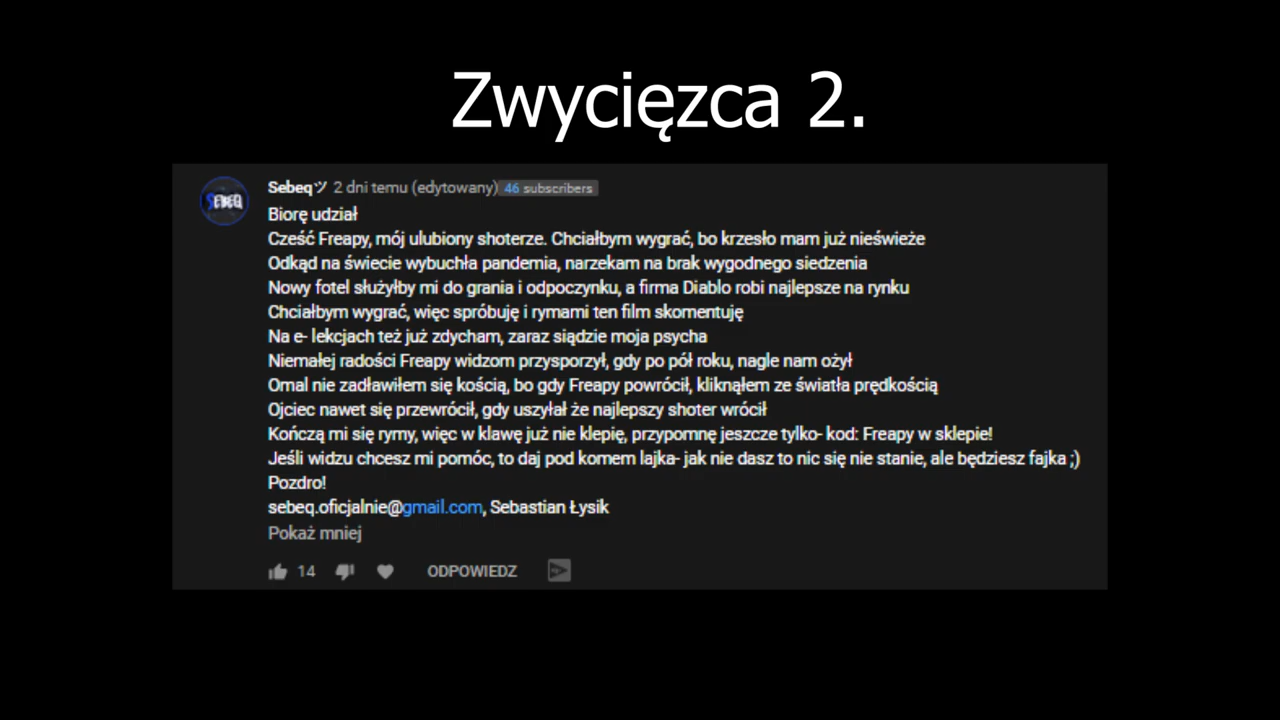 Zwycięzca 2.
SEBEQ
Sebeqツ 2 dni temu (edytowany) 46 subscribers
Biorę udział
Cześć Freapy, mój ulubiony shoterze. Chciałbym wygrać, bo krzesło mam już nieświeże
Odkąd na świecie wybuchła pandemia, narzekam na brak wygodnego siedzenia
Nowy fotel służyłby mi do grania i odpoczynku, a firma Diablo robi najlepsze na rynku
Chciałbym wygrać, więc spróbuję i rymami ten film skomentuję
Na e- lekcjach też już zdycham, zaraz siądzie moja psycha
Niemałej radości Freapy widzom przysporzył, gdy po pół roku, nagle nam ożył
Omal nie zadławiłem się kością, bo gdy Freapy powrócił, kliknąłem ze światła prędkością
Ojciec nawet się przewrócił, gdy uszyłał że najlepszy shoter wrócił
Kończą mi się rymy, więc w klawę już nie klepię, przypomnę jeszcze tylko- kod: Freapy w sklepie!
Jeśli widzu chcesz mi pomóc, to daj pod komem lajka- jak nie dasz to nic się nie stanie, ale będziesz fajka ;)
Pozdro!
sebeq.oficjalnie@gmail.com, Sebastian Łysik
Pokaż mniej
14 ODPOWIEDZ